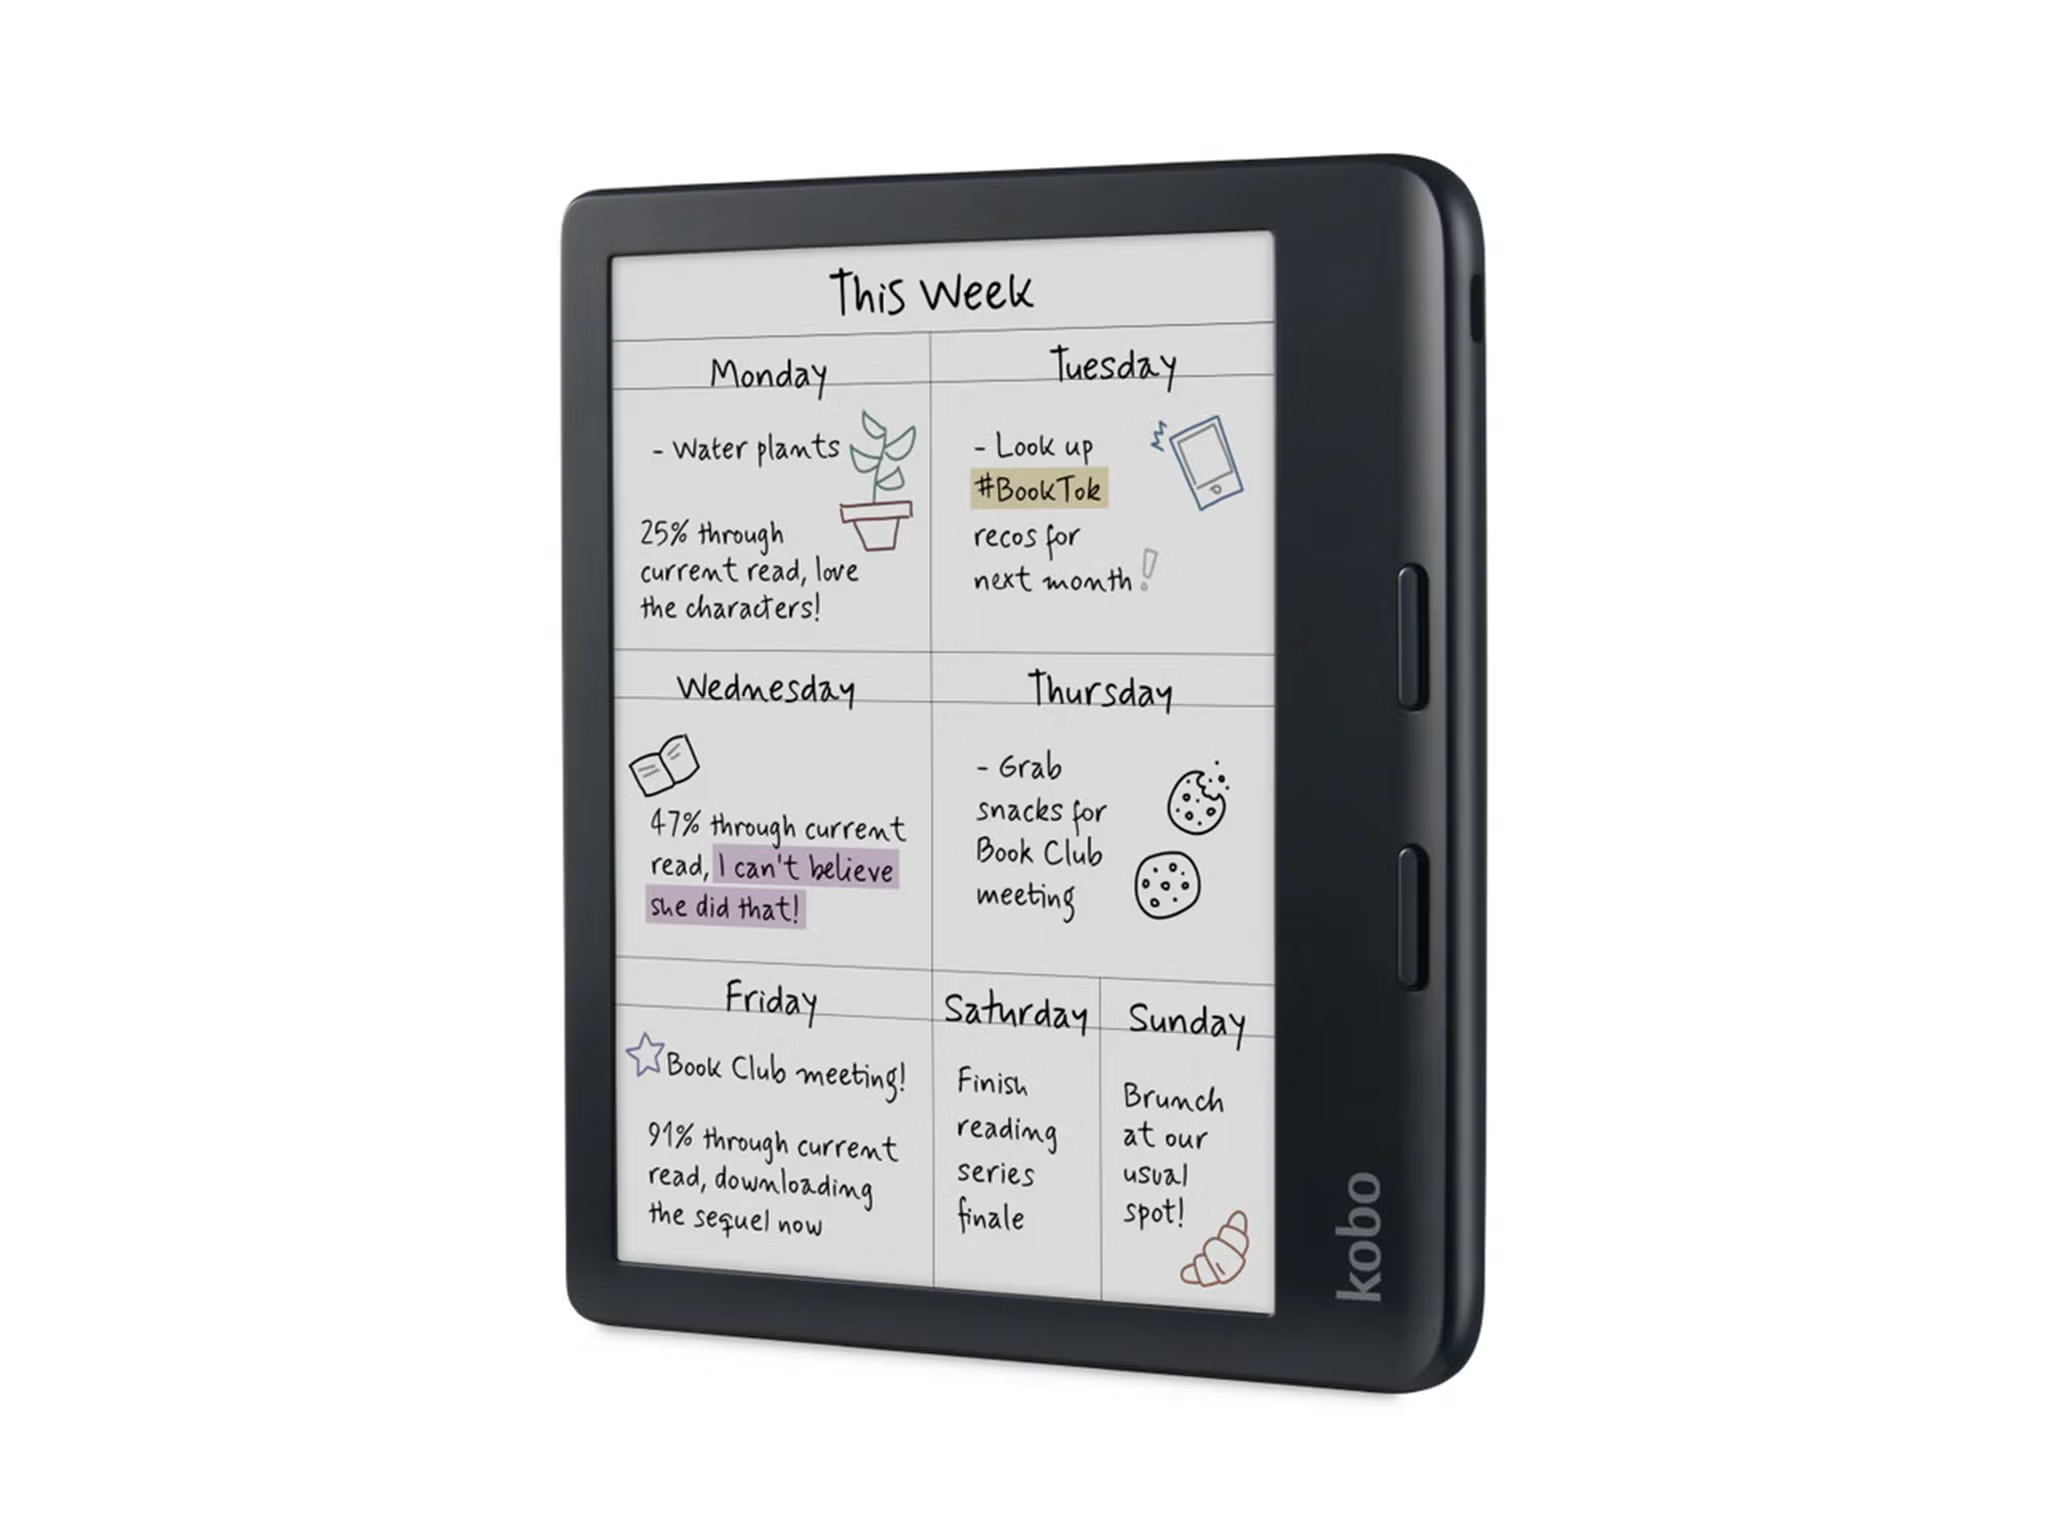 This Week
Monday
- Water plants
25% through
current read, love
the characters!
Tuesday
- Look up
#BookTok
recos for
next month!
Wednesday
47% through current
read, I can't believe
she did that!
Thursday
- Grab
snacks for
Book Club
meeting
Friday
Book Club meeting!
91% through current
read, downloading
the sequel now
Saturday
Finish
reading
series
finale
Sunday
Brunch
at our
usual
spot!
kobo